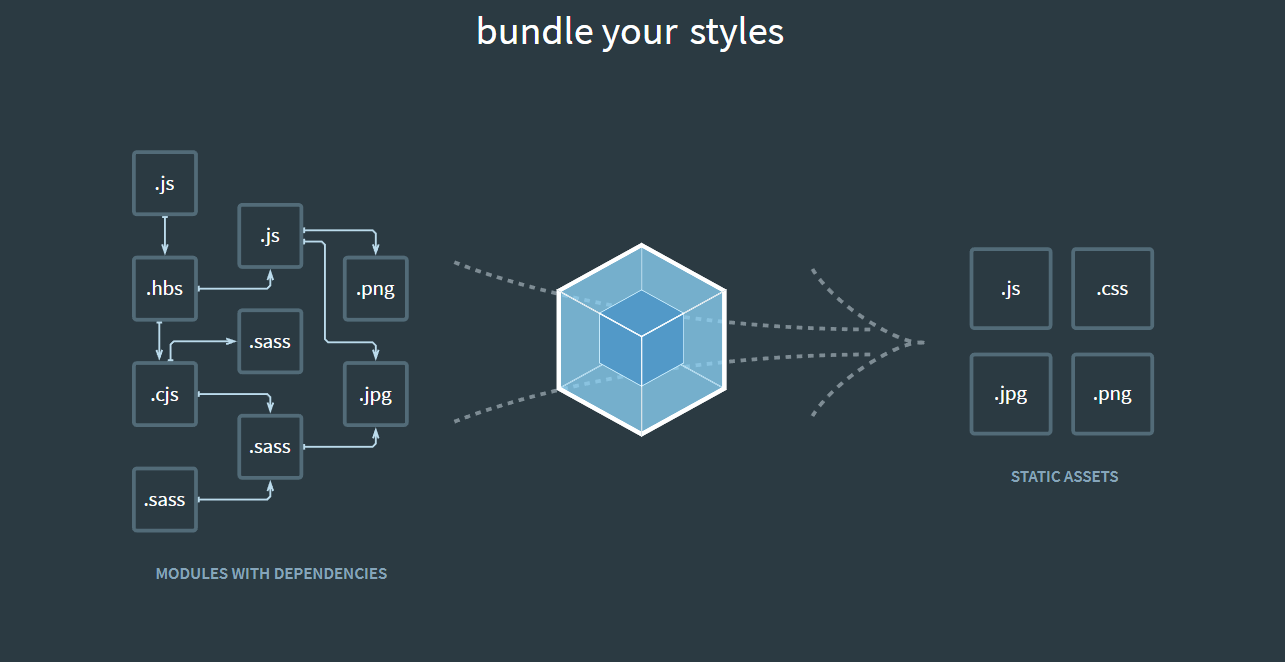 bundle your styles
.js
.js
.hbs
.png
.sass
.cjs
.jpg
.sass
.sass
MODULES WITH DEPENDENCIES
.js
.css
.jpg
.png
STATIC ASSETS